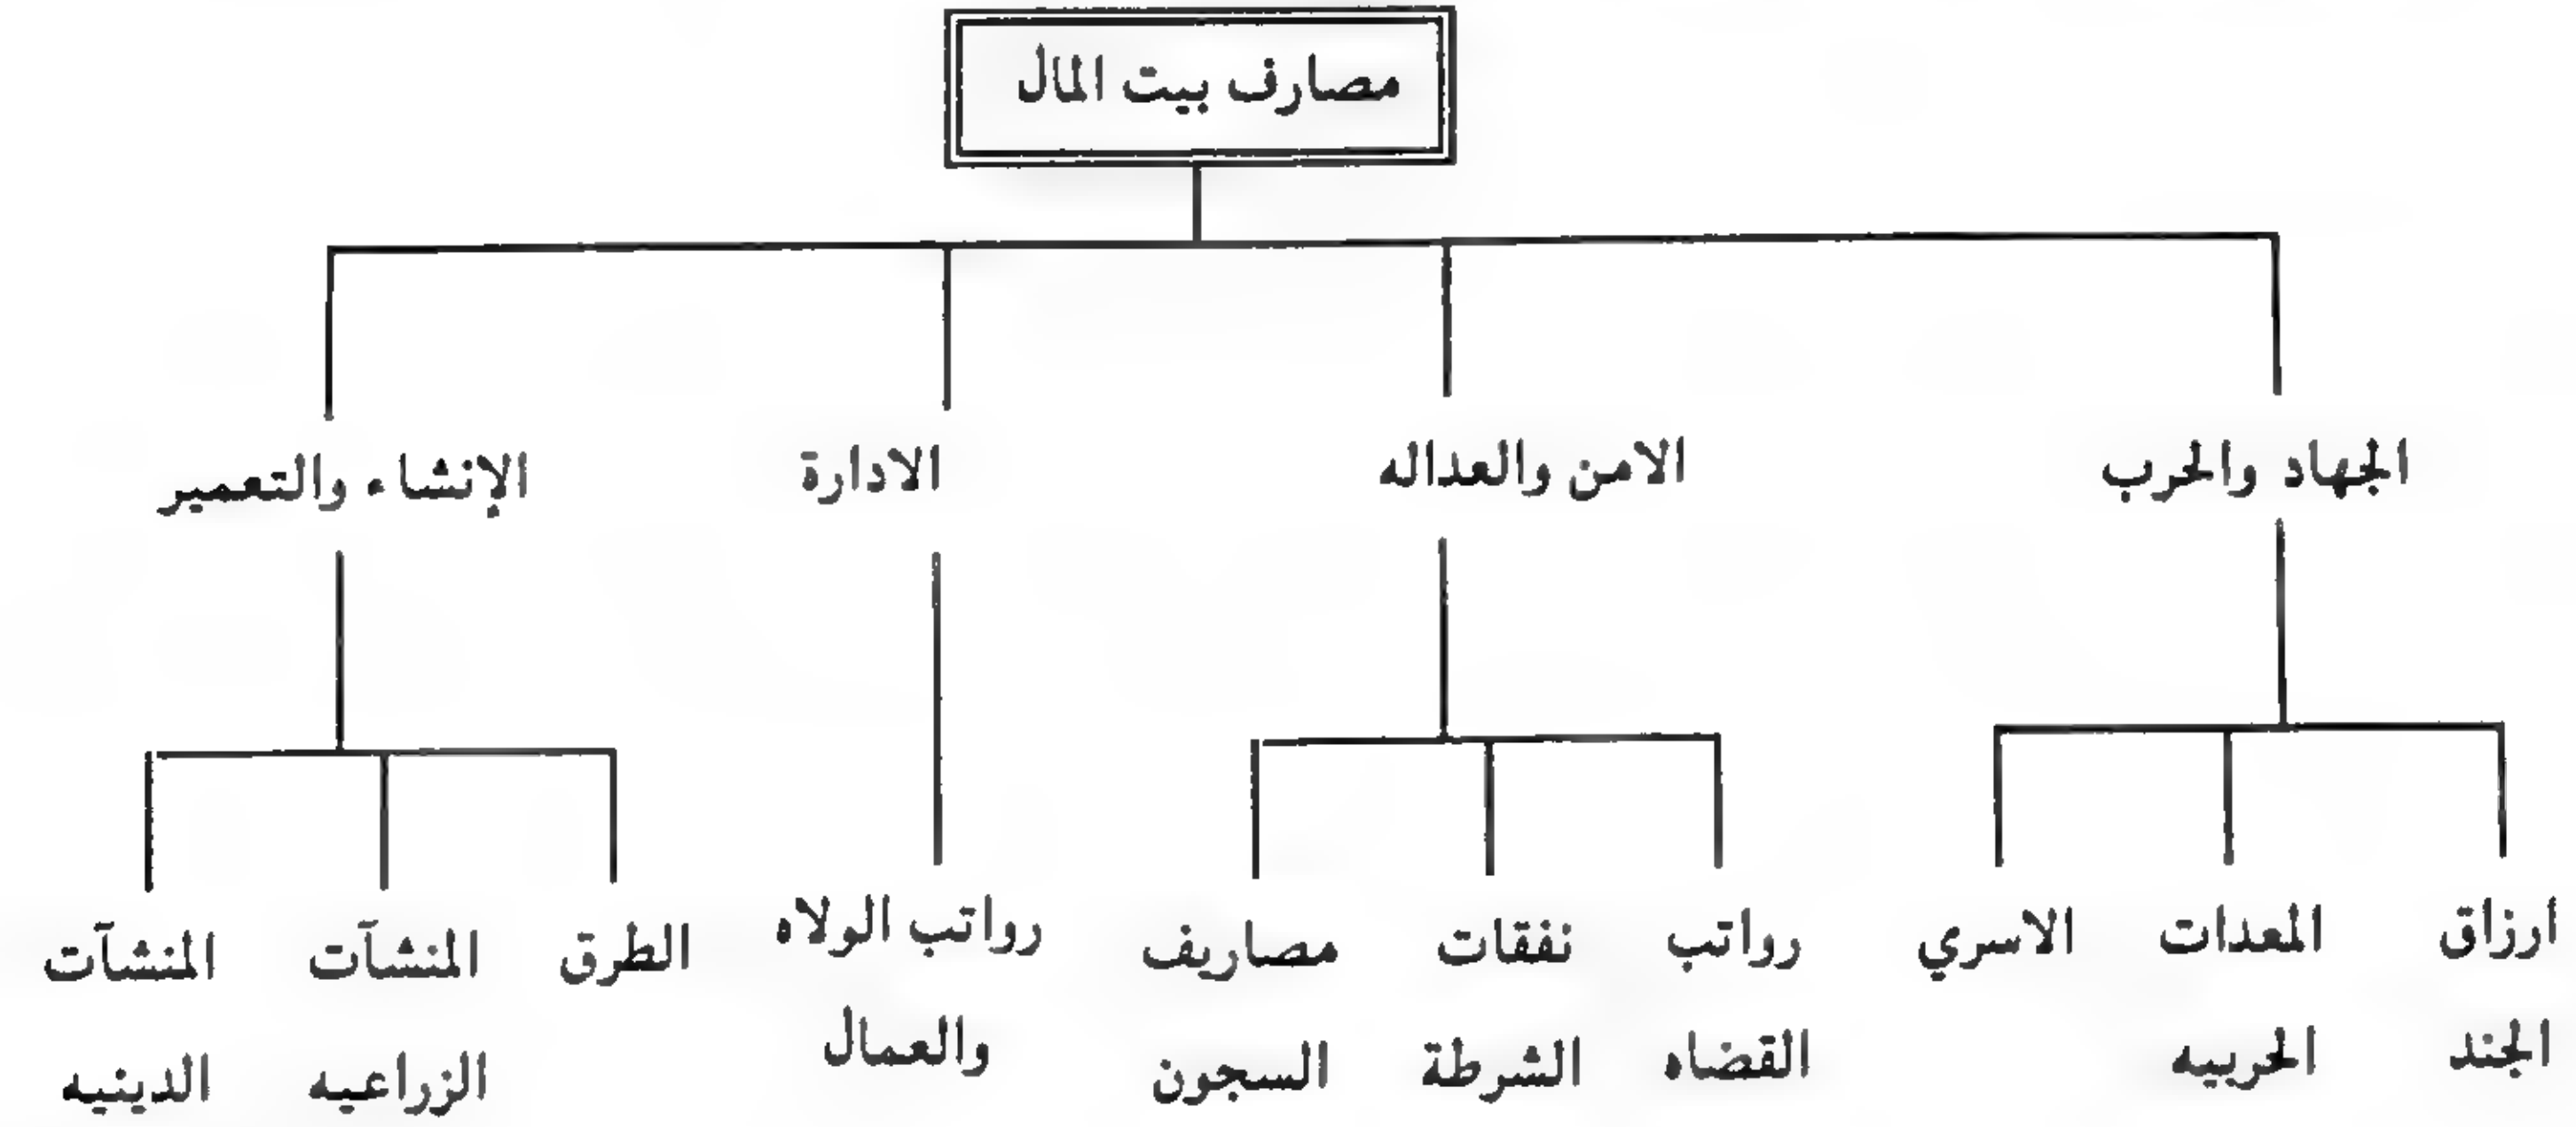 مصارف بيت المال
الجهاد والحرب
الامن والعداله
الادارة
الإنشاء والتعمير
ارزاق
الجند
المعدات
الحربيه
الاسري
رواتب
القضاه
نفقات
الشرطة
مصاريف
السجون
رواتب الولاه
والعمال
الطرق
المنشآت
الزراعيه
المنشآت
الدينيه